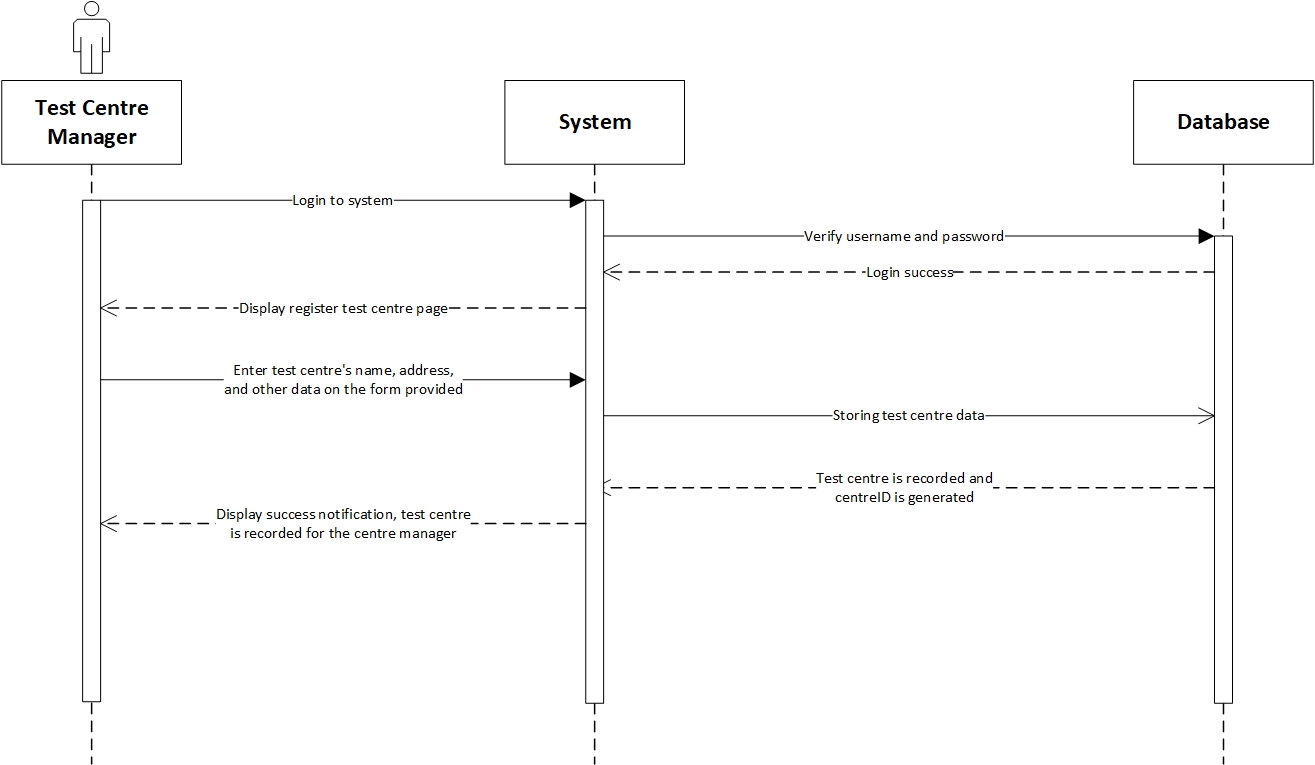 Test Centre
Manager
System
Database
Login to system
Verify username and password
Login success
Display register test centre page
Enter test centre's name, address,
and other data on the form provided
Storing test centre data
Test centre is recorded and
centreID is generated
Display success notification, test centre
is recorded for the centre manager